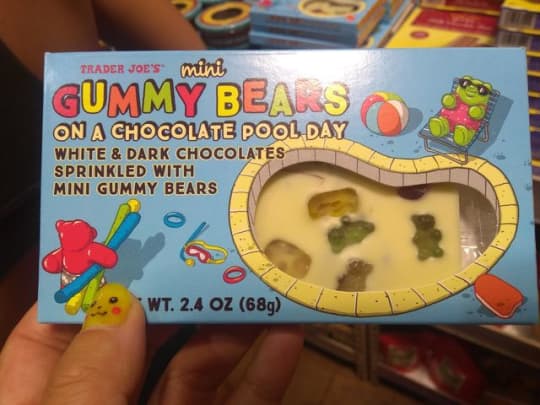 TRADER JOE'S™ mini
GUMMY BEARS
ON A CHOCOLATE POOL DAY
WHITE & DARK CHOCOLATES
SPRINKLED WITH
MINI GUMMY BEARS
WT. 2.4 OZ (68g)